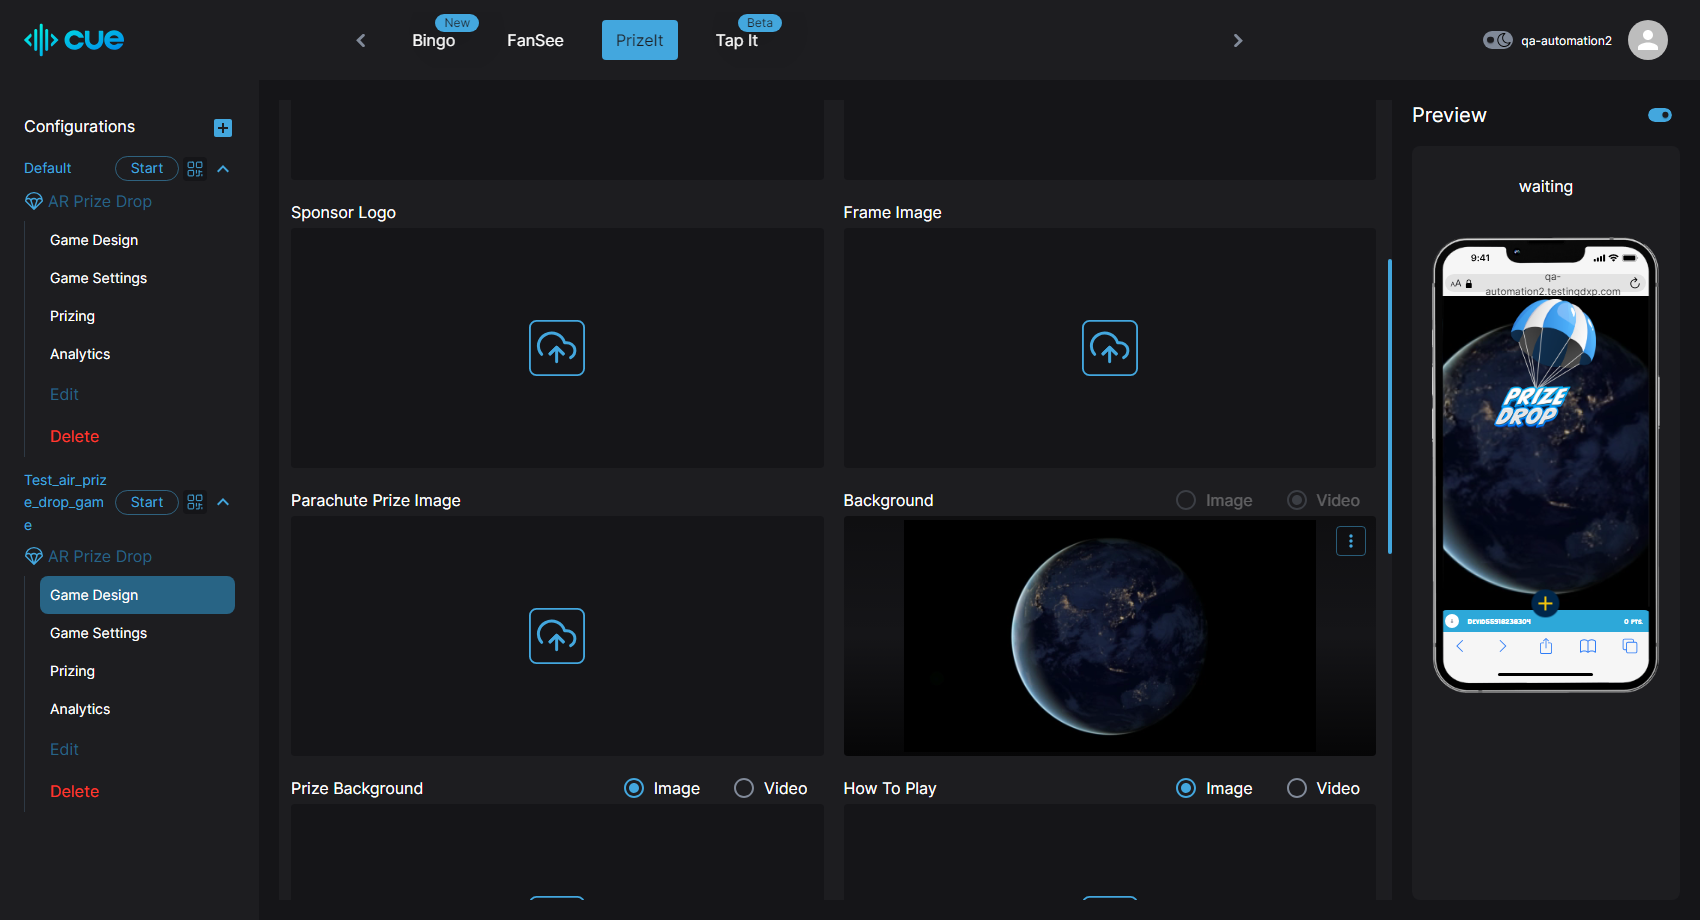 cue
New
Beta
Bingo
FanSee
PrizeIt
Tap It
qa-automation2
Configurations
Default
Start
AR Prize Drop
Game Design
Game Settings
Prizing
Analytics
Edit
Delete
Test_air_priz
e_drop_gam
e
Start
AR Prize Drop
Game Design
Game Settings
Prizing
Analytics
Edit
Delete
Sponsor Logo
Frame Image
Parachute Prize Image
Background
Image
Video
Prize Background
Image
Video
How To Play
Image
Video
Preview
waiting
9:41
AA
qa-
automation2.testingdxp.com
PRIZE
DROP
0 PTS.